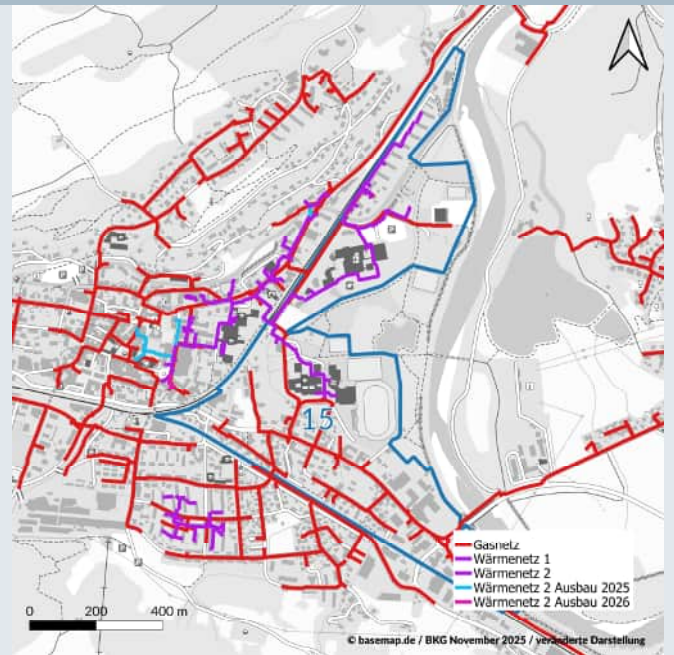 15
Gasnetz
Wärmenetz 1
Wärmenetz 2
Wärmenetz 2 Ausbau 2025
Wärmenetz 2 Ausbau 2026
0 200 400 m
© basemap.de / BKG November 2025 / veränderte Darstellung